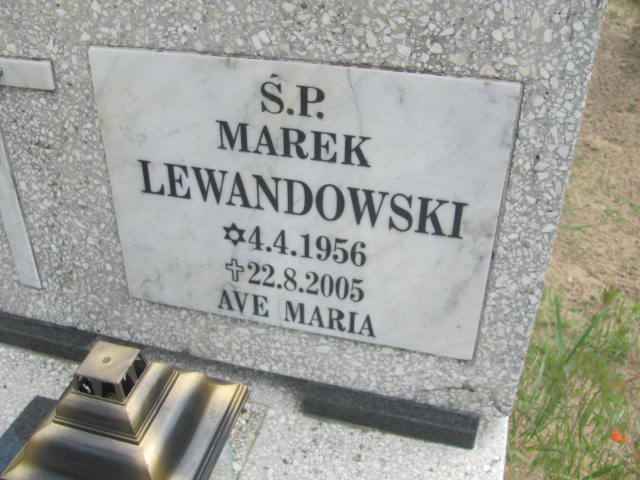 Ś.P.
MAREK
LEWANDOWSKI
✡4.4.1956
✝22.8.2005
AVE MARIA